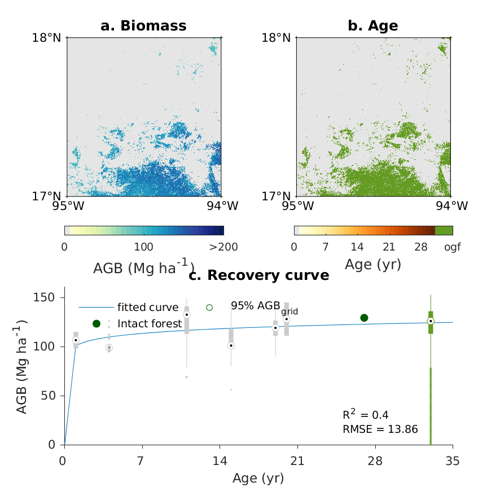 a. Biomass
b. Age
18°N
18°N
17°N
17°N
95°W
94°W
95°W
94°W
0
100
>200
0
7
14
21
28
ogf
AGB (Mg ha⁻¹)
Age (yr)
c. Recovery curve
150
100
50
0
fitted curve
95% AGB grid
Intact forest
R² = 0.4
RMSE = 13.86
0
7
14
21
28
35
AGB (Mg ha⁻¹)
Age (yr)